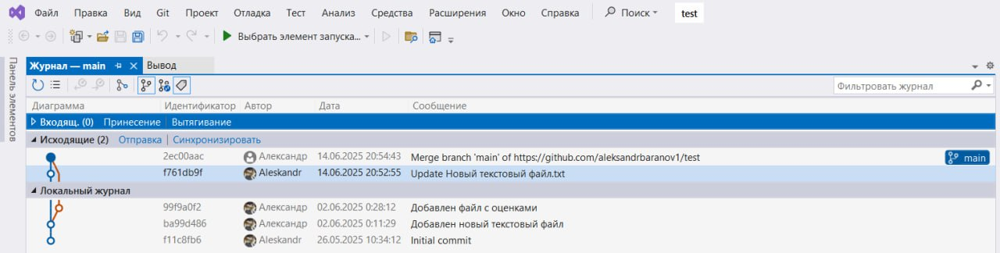 Файл Правка Вид Git Проект Отладка Тест Анализ Средства Расширения Окно Справка Поиск test
Выбрать элемент запуска...
Панель элементов
Журнал — main Вывод
Фильтровать журнал
Диаграмма Идентификатор Автор Дата Сообщение
Входящ. (0) Принесение Вытягивание
Исходящие (2) Отправка Синхронизировать
2ec00aac Александр 14.06.2025 20:54:43 Merge branch 'main' of https://github.com/aleksandrbaranov1/test main
f761db9f Aleskandr 14.06.2025 20:52:55 Update Новый текстовый файл.txt
Локальный журнал
99f9a0f2 Александр 02.06.2025 0:28:12 Добавлен файл с оценками
ba99d486 Александр 02.06.2025 0:11:29 Добавлен новый текстовый файл
f11c8fb6 Aleskandr 26.05.2025 10:34:12 Initial commit